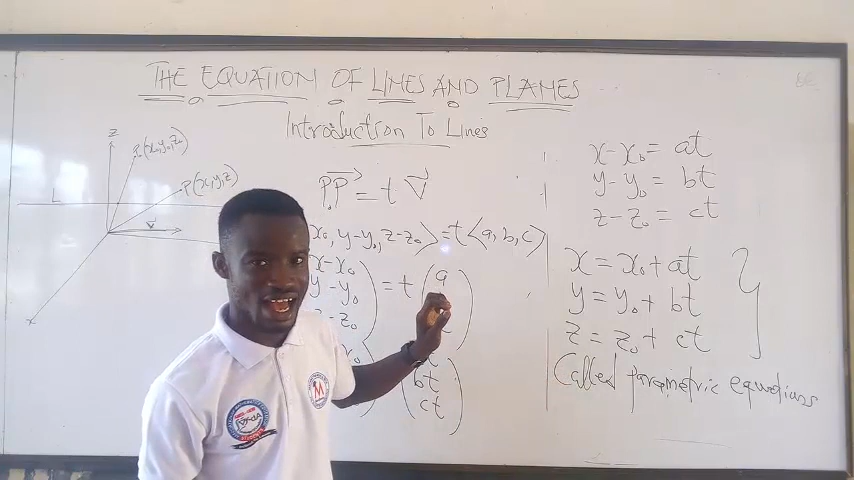 THE EQUATION OF LINES AND PLANES
Introduction To Lines
z
P₀(x₀,y₀,z₀)
P(x,y,z)
L
v⃗
x
P₀P = t v⃗
x₀, y-y₀, z-z₀> = t<a, b, c>
x-x₀
y-y₀ = t (a
z-z₀
x₀
bt
ct
x-x₀ = at
y-y₀ = bt
z-z₀ = ct
x = x₀ + at
y = y₀ + bt
z = z₀ + ct
Called parametric equations
M